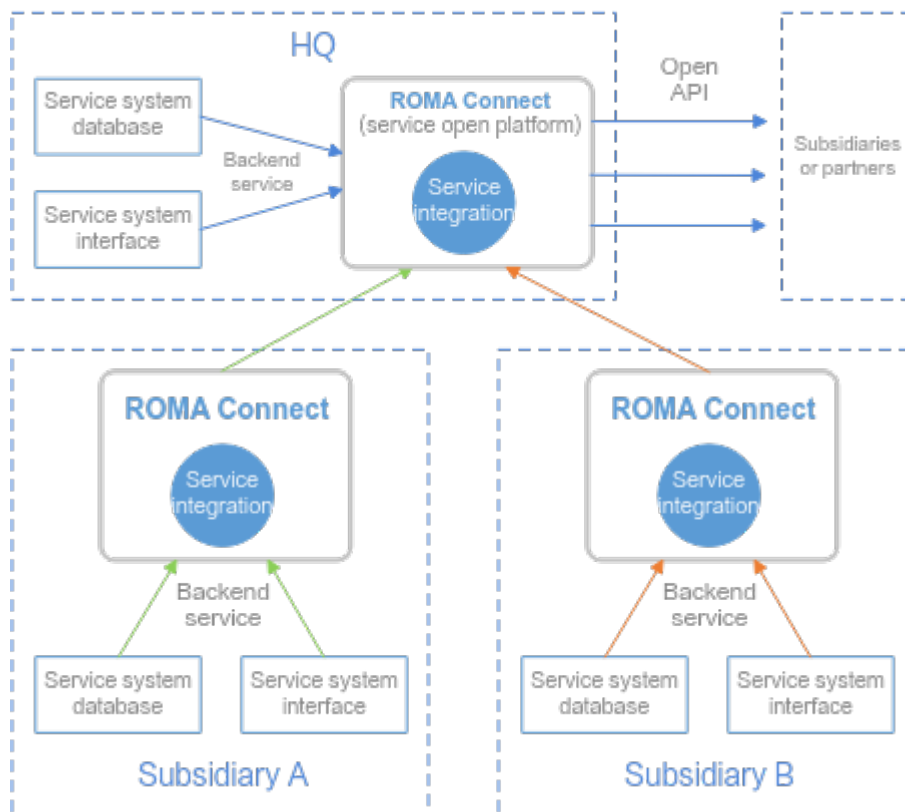 HQ
Service system
database
Service system
interface
Backend
service
ROMA Connect
(service open platform)
Service
integration
Open
API
Subsidiaries
or partners
ROMA Connect
Service
integration
Backend
service
Service system
database
Service system
interface
Subsidiary A
ROMA Connect
Service
integration
Backend
service
Service system
database
Service system
interface
Subsidiary B